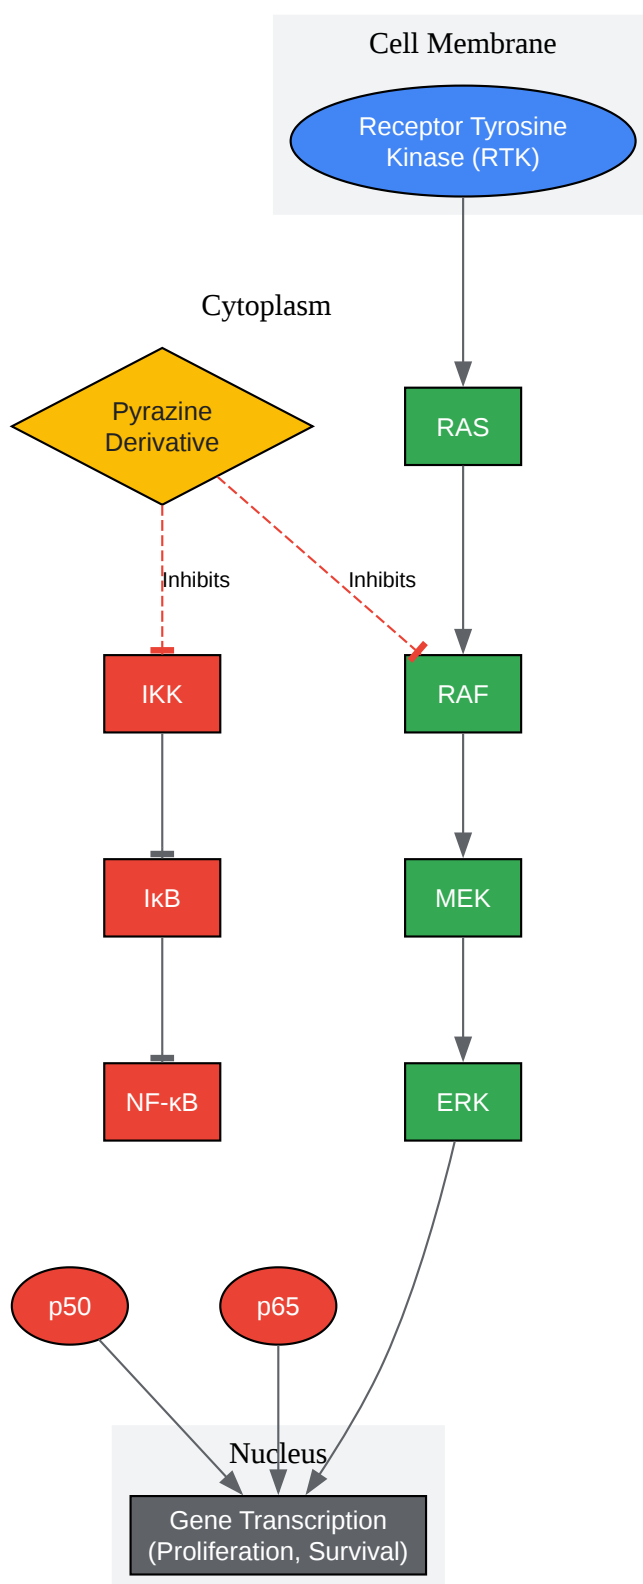 Cell Membrane
Receptor Tyrosine
Kinase (RTK)
Cytoplasm
Pyrazine
Derivative
RAS
Inhibits
Inhibits
IKK
RAF
IκB
MEK
NF-κB
ERK
p50
p65
Nucleus
Gene Transcription
(Proliferation, Survival)